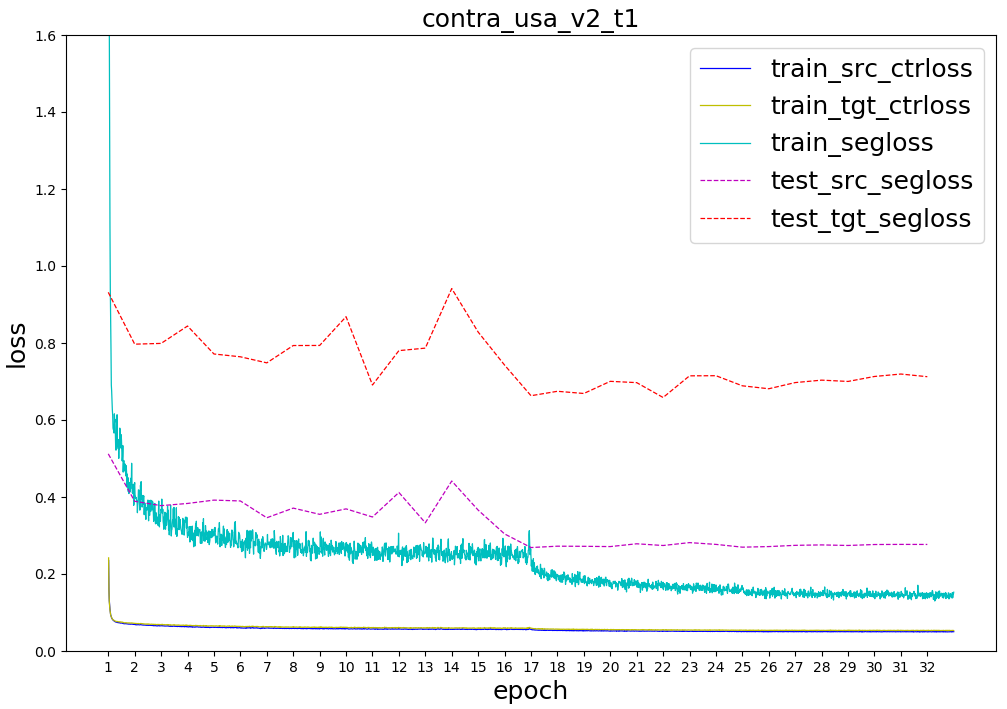 contra_usa_v2_t1
train_src_ctrloss
train_tgt_ctrloss
train_segloss
test_src_segloss
test_tgt_segloss
loss
1.6
1.4
1.2
1.0
0.8
0.6
0.4
0.2
0.0
1 2 3 4 5 6 7 8 9 10 11 12 13 14 15 16 17 18 19 20 21 22 23 24 25 26 27 28 29 30 31 32
epoch